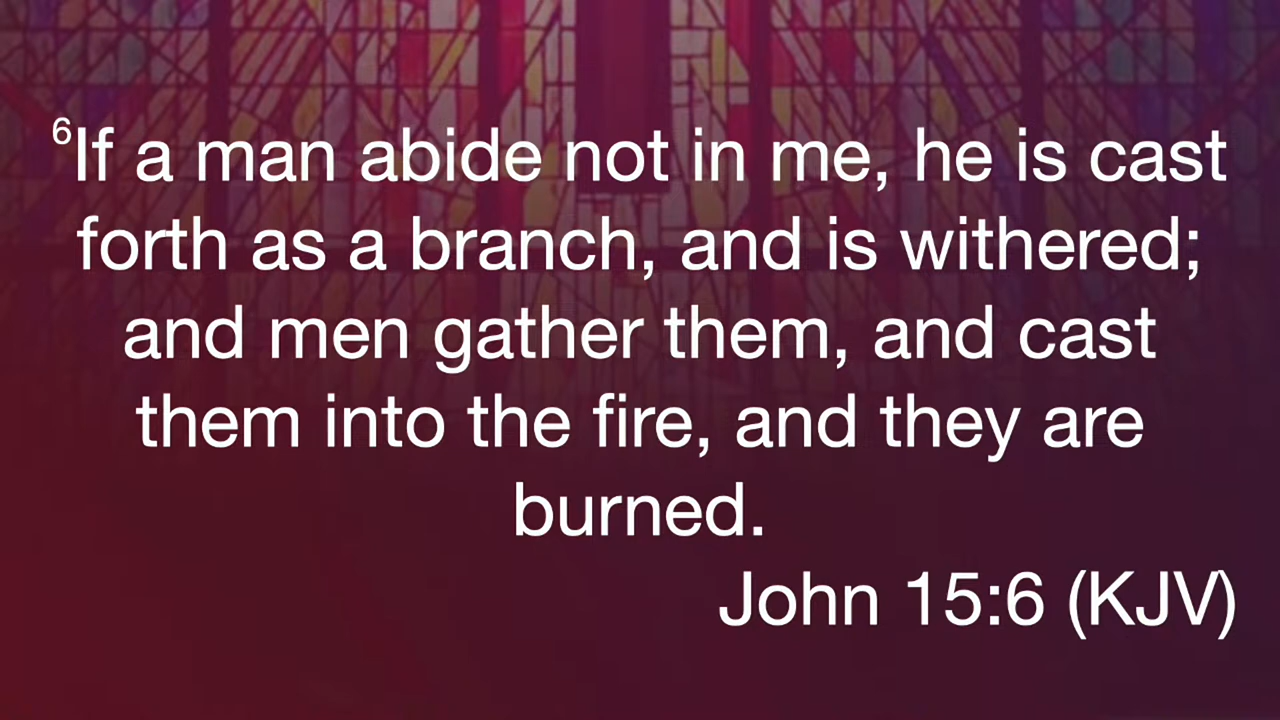 ⁶If a man abide not in me, he is cast
forth as a branch, and is withered;
and men gather them, and cast
them into the fire, and they are
burned.
John 15:6 (KJV)